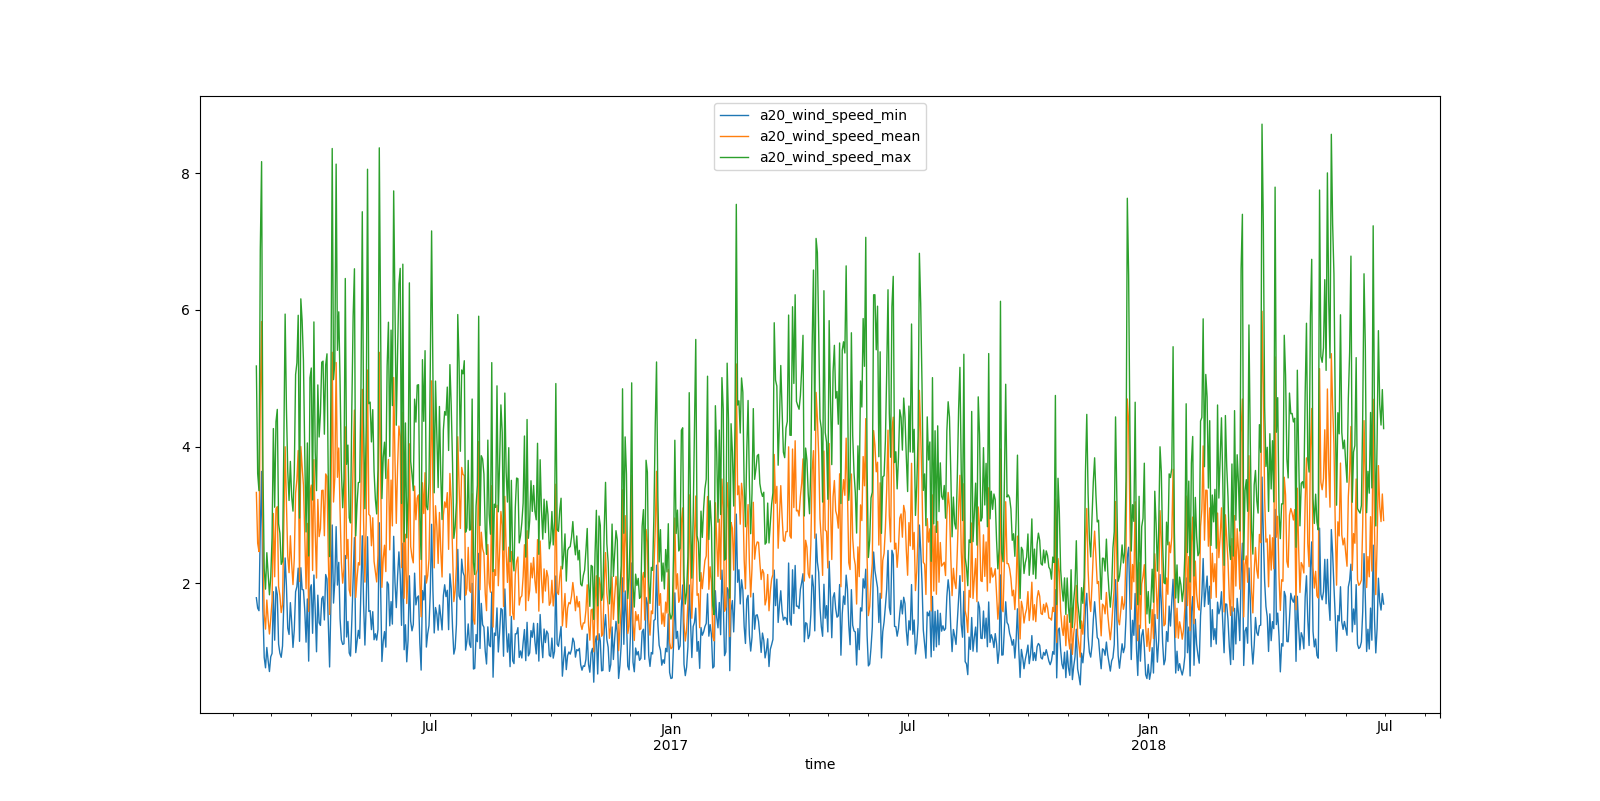 a20_wind_speed_min
a20_wind_speed_mean
a20_wind_speed_max
8
6
4
2
Jul
Jan
2017
Jul
Jan
2018
Jul
time